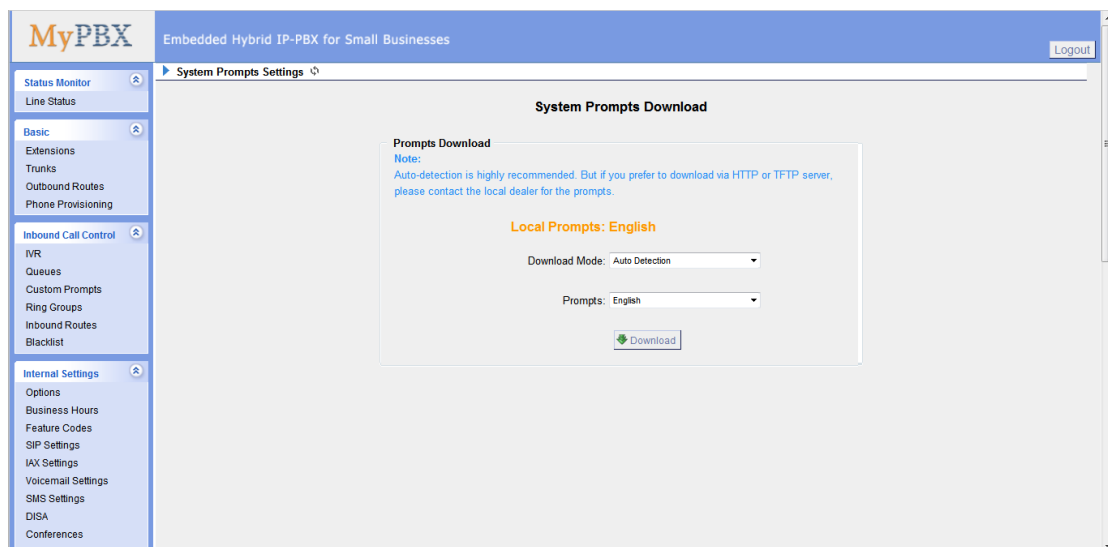 MyPBX
Embedded Hybrid IP-PBX for Small Businesses
Logout
Status Monitor
Line Status
Basic
Extensions
Trunks
Outbound Routes
Phone Provisioning
Inbound Call Control
IVR
Queues
Custom Prompts
Ring Groups
Inbound Routes
Blacklist
Internal Settings
Options
Business Hours
Feature Codes
SIP Settings
IAX Settings
Voicemail Settings
SMS Settings
DISA
Conferences
System Prompts Settings
System Prompts Download
Prompts Download
Note:
Auto-detection is highly recommended. But if you prefer to download via HTTP or TFTP server,
please contact the local dealer for the prompts.
Local Prompts: English
Download Mode: Auto Detection
Prompts: English
Download